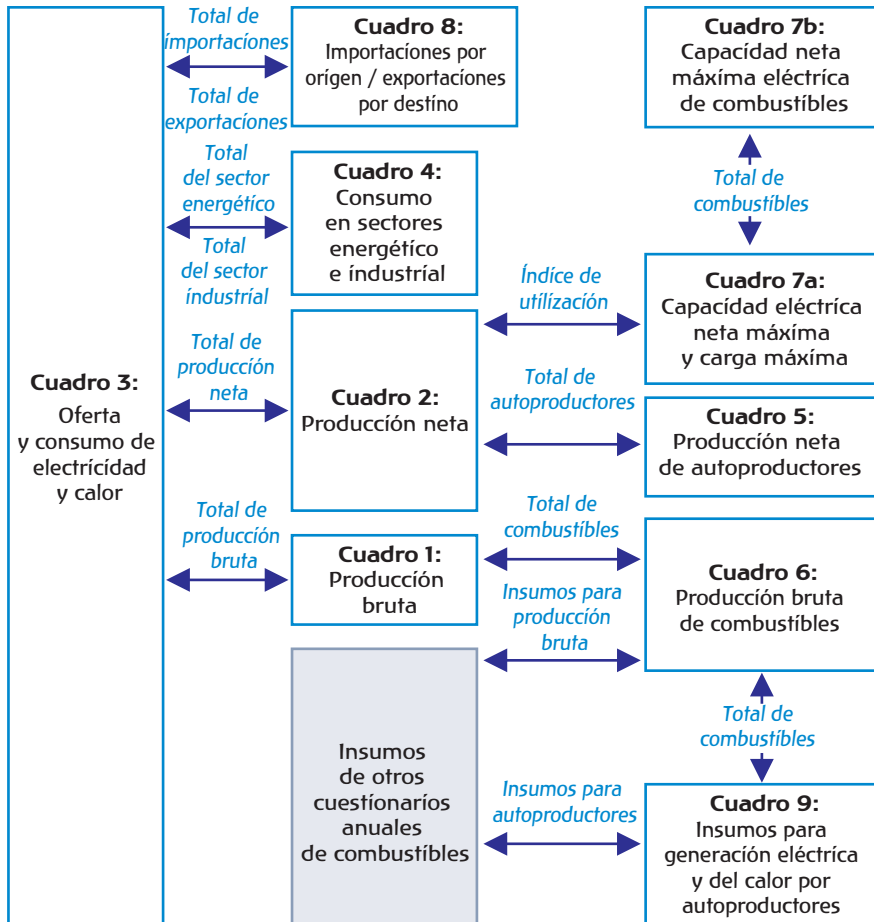 Cuadro 3:
Oferta
y consumo de
electricidad
y calor
Total de
importaciones
Total de
exportaciones
Cuadro 8:
Importaciones por
origen / exportaciones
por destino
Total
del sector
energético
Total
del sector
industrial
Cuadro 4:
Consumo
en sectores
energético
e industrial
Total de
producción
neta
Cuadro 2:
Producción neta
Total de
producción
bruta
Cuadro 1:
Producción
bruta
Insumos
de otros
cuestionarios
anuales
de combustibles
Cuadro 7b:
Capacidad neta
máxima eléctrica
de combustibles
Total de
combustibles
Índice de
utilización
Cuadro 7a:
Capacidad eléctrica
neta máxima
y carga máxima
Total de
autoproductores
Cuadro 5:
Producción neta
de autoproductores
Total de
combustibles
Insumos para
producción
bruta
Cuadro 6:
Producción bruta
de combustibles
Total de
combustibles
Insumos para
autoproductores
Cuadro 9:
Insumos para
generación eléctrica
y del calor por
autoproductores